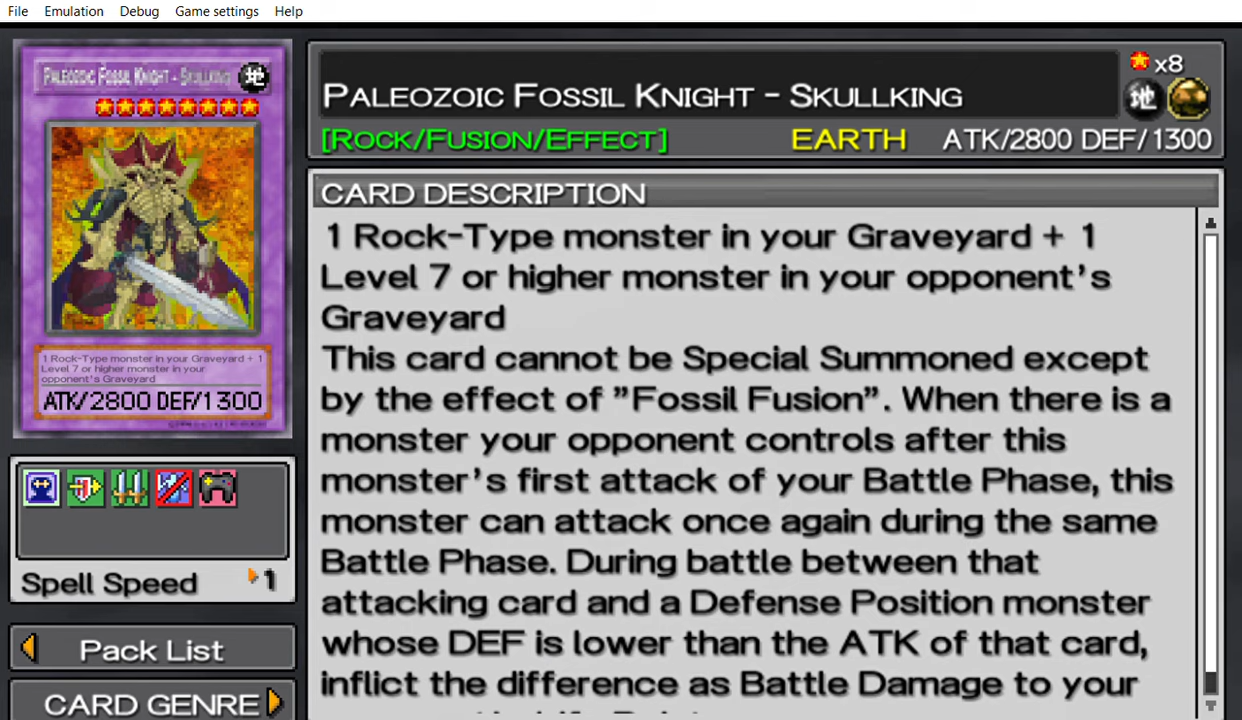 File Emulation Debug Game settings Help
Paleozoic Fossil Knight - Skullking 地
1 Rock-Type monster in your Graveyard + 1
Level 7 or higher monster in your
opponent's Graveyard
ATK/2800 DEF/1300
Spell Speed 1
Pack List
CARD GENRE
Paleozoic Fossil Knight - Skullking
x8
地
[Rock/Fusion/Effect] EARTH ATK/2800 DEF/1300
CARD DESCRIPTION
1 Rock-Type monster in your Graveyard + 1
Level 7 or higher monster in your opponent's
Graveyard
This card cannot be Special Summoned except
by the effect of "Fossil Fusion". When there is a
monster your opponent controls after this
monster's first attack of your Battle Phase, this
monster can attack once again during the same
Battle Phase. During battle between that
attacking card and a Defense Position monster
whose DEF is lower than the ATK of that card,
inflict the difference as Battle Damage to your